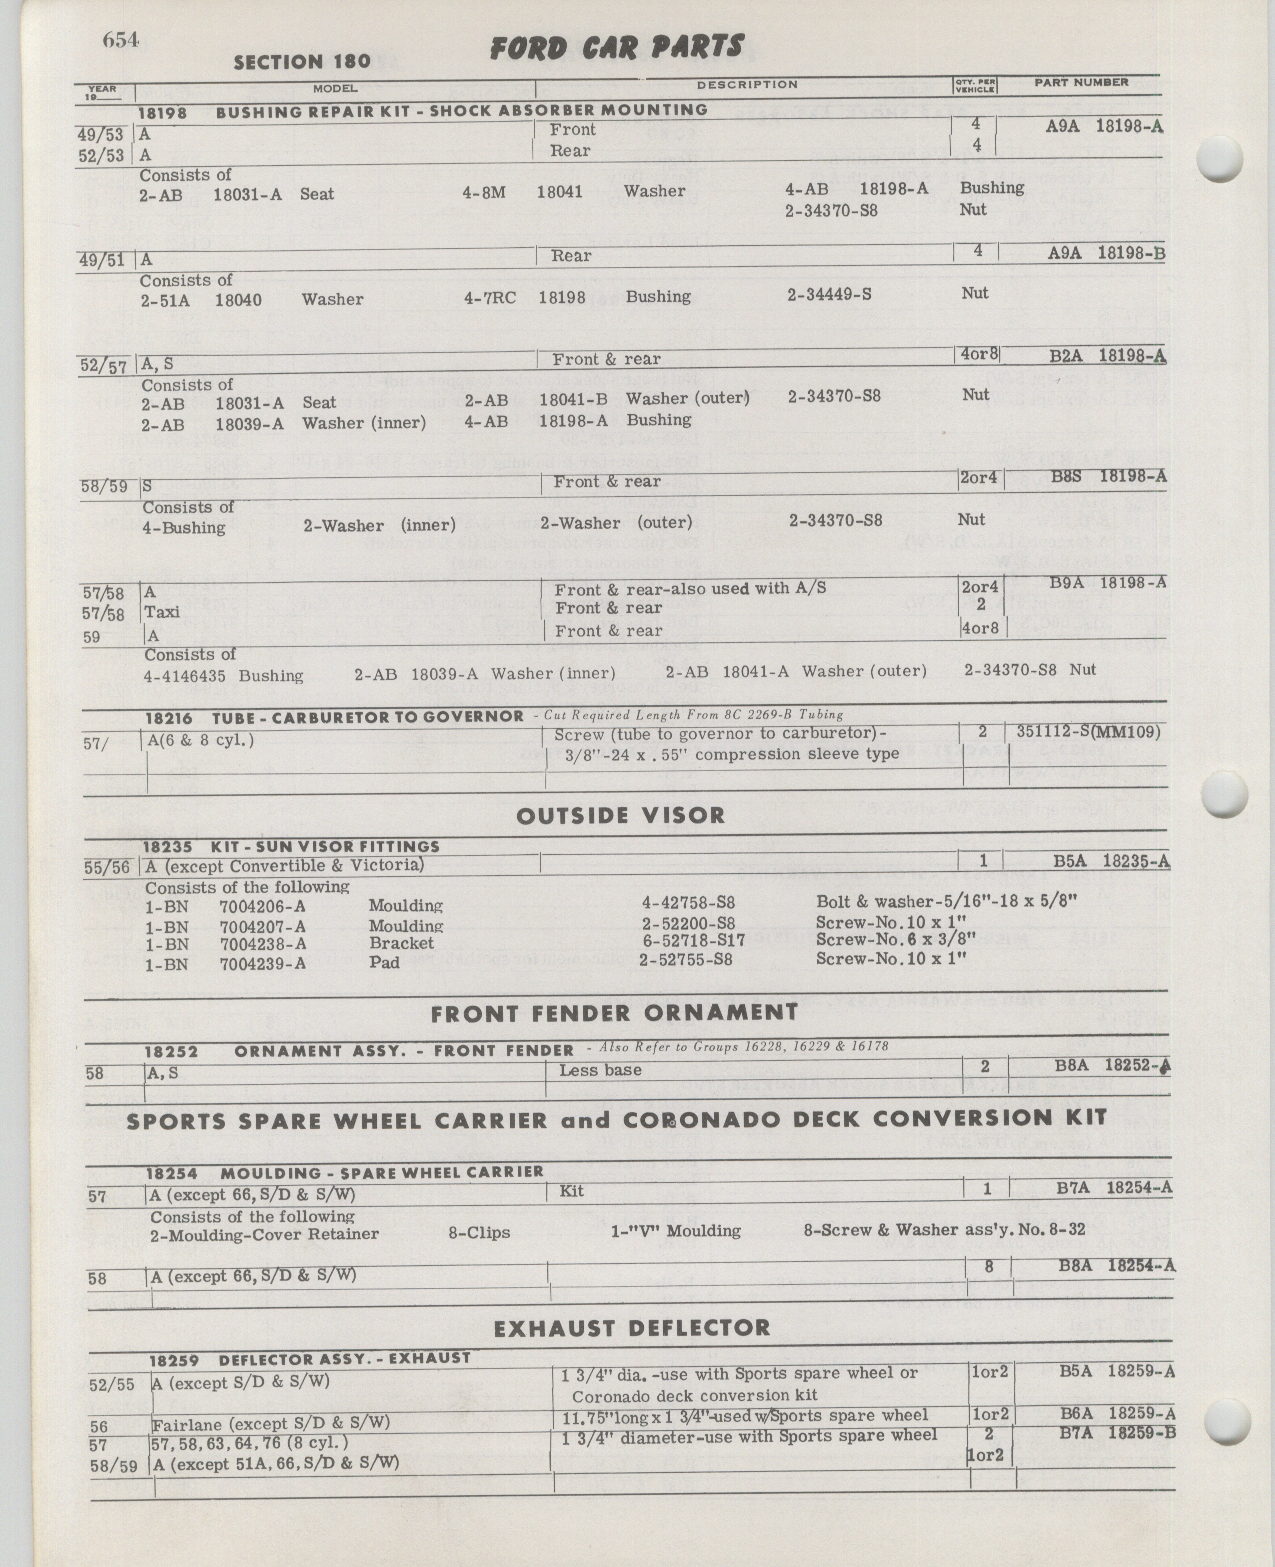 654
SECTION 180 FORD CAR PARTS
YEAR 19___ MODEL DESCRIPTION QTY. PER VEHICLE PART NUMBER
18198 BUSHING REPAIR KIT - SHOCK ABSORBER MOUNTING
49/53 A Front 4 A9A 18198-A
52/53 A Rear 4
Consists of
2-AB 18031-A Seat 4-8M 18041 Washer 4-AB 18198-A Bushing
2-34370-S8 Nut
49/51 A Rear 4 A9A 18198-B
Consists of
2-51A 18040 Washer 4-7RC 18198 Bushing 2-34449-S Nut
52/57 A, S Front & rear 4or8 B2A 18198-A
Consists of
2-AB 18031-A Seat 2-AB 18041-B Washer (outer) 2-34370-S8 Nut
2-AB 18039-A Washer (inner) 4-AB 18198-A Bushing
58/59 S Front & rear 2or4 B8S 18198-A
Consists of
4-Bushing 2-Washer (inner) 2-Washer (outer) 2-34370-S8 Nut
57/58 A Front & rear-also used with A/S 2or4 B9A 18198-A
57/58 Taxi Front & rear 2
59 A Front & rear 4or8
Consists of
4-4146435 Bushing 2-AB 18039-A Washer (inner) 2-AB 18041-A Washer (outer) 2-34370-S8 Nut
18216 TUBE - CARBURETOR TO GOVERNOR - Cut Required Length From 8C 2269-B Tubing
57/ A(6 & 8 cyl.) Screw (tube to governor to carburetor)- 2 351112-S(MM109)
3/8"-24 x .55" compression sleeve type
OUTSIDE VISOR
18235 KIT - SUN VISOR FITTINGS
55/56 A (except Convertible & Victoria) 1 B5A 18235-A
Consists of the following
1-BN 7004206-A Moulding 4-42758-S8 Bolt & washer-5/16"-18 x 5/8"
1-BN 7004207-A Moulding 2-52200-S8 Screw-No.10 x 1"
1-BN 7004238-A Bracket 6-52718-S17 Screw-No.6 x 3/8"
1-BN 7004239-A Pad 2-52755-S8 Screw-No.10 x 1"
FRONT FENDER ORNAMENT
18252 ORNAMENT ASSY. - FRONT FENDER - Also Refer to Groups 16228, 16229 & 16178
58 A, S Less base 2 B8A 18252-A
SPORTS SPARE WHEEL CARRIER and CORONADO DECK CONVERSION KIT
18254 MOULDING - SPARE WHEEL CARRIER
57 A (except 66, S/D & S/W) Kit 1 B7A 18254-A
Consists of the following
2-Moulding-Cover Retainer 8-Clips 1-"V" Moulding 8-Screw & Washer ass'y. No. 8-32
58 A (except 66, S/D & S/W) 8 B8A 18254-A
EXHAUST DEFLECTOR
18259 DEFLECTOR ASSY. - EXHAUST
52/55 A (except S/D & S/W) 1 3/4" dia. -use with Sports spare wheel or 1or2 B5A 18259-A
Coronado deck conversion kit
56 Fairlane (except S/D & S/W) 11.75"long x 1 3/4"-used w/Sports spare wheel 1or2 B6A 18259-A
57 57, 58, 63, 64, 76 (8 cyl.) 1 3/4" diameter-use with Sports spare wheel 2 B7A 18259-B
58/59 A (except 51A, 66, S/D & S/W) 1or2